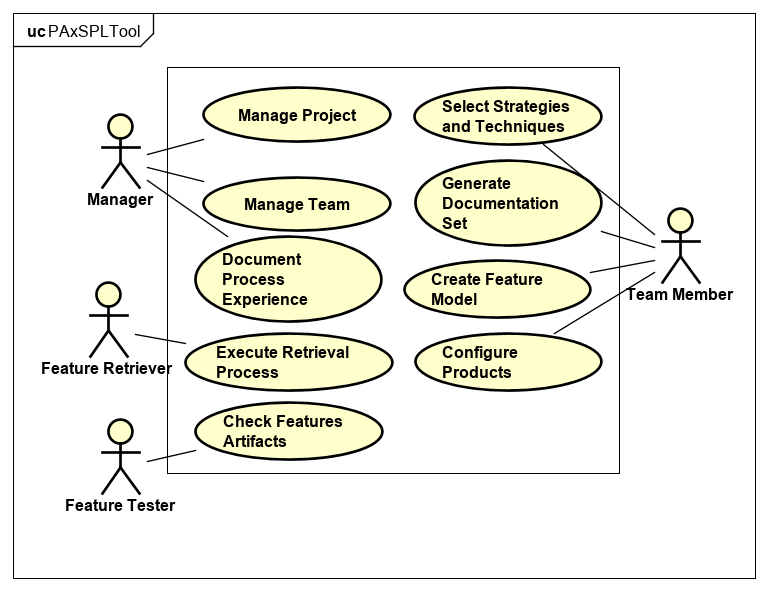 uc PAxSPLTool
Manage Project
Select Strategies
and Techniques
Manager
Manage Team
Generate
Documentation
Set
Document
Process
Experience
Create Feature
Model
Team Member
Feature Retriever
Execute Retrieval
Process
Configure
Products
Check Features
Artifacts
Feature Tester